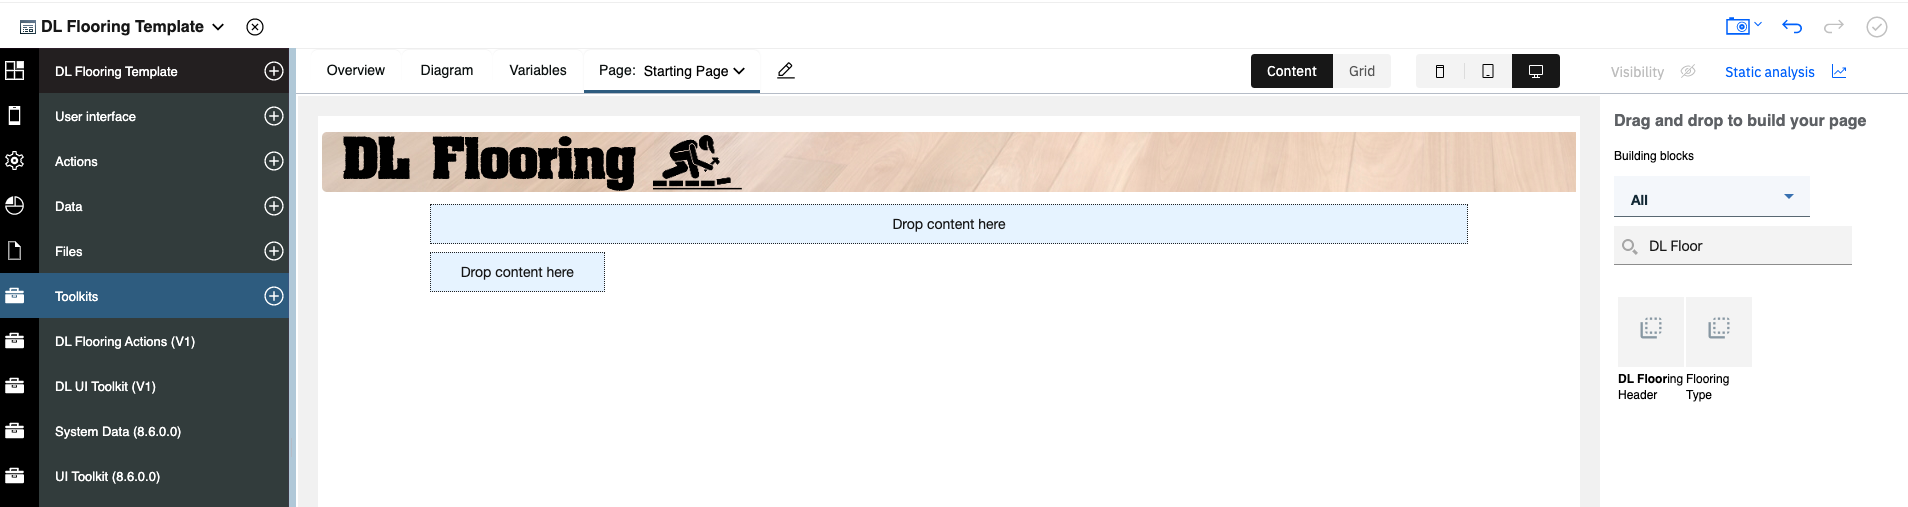 DL Flooring Template
DL Flooring Template
User interface
Actions
Data
Files
Toolkits
DL Flooring Actions (V1)
DL UI Toolkit (V1)
System Data (8.6.0.0)
UI Toolkit (8.6.0.0)
Overview Diagram Variables Page: Starting Page
Content Grid
Visibility Static analysis
DL Flooring
Drop content here
Drop content here
Drag and drop to build your page
Building blocks
All
DL Floor
DL Flooring
Header
Flooring
Type